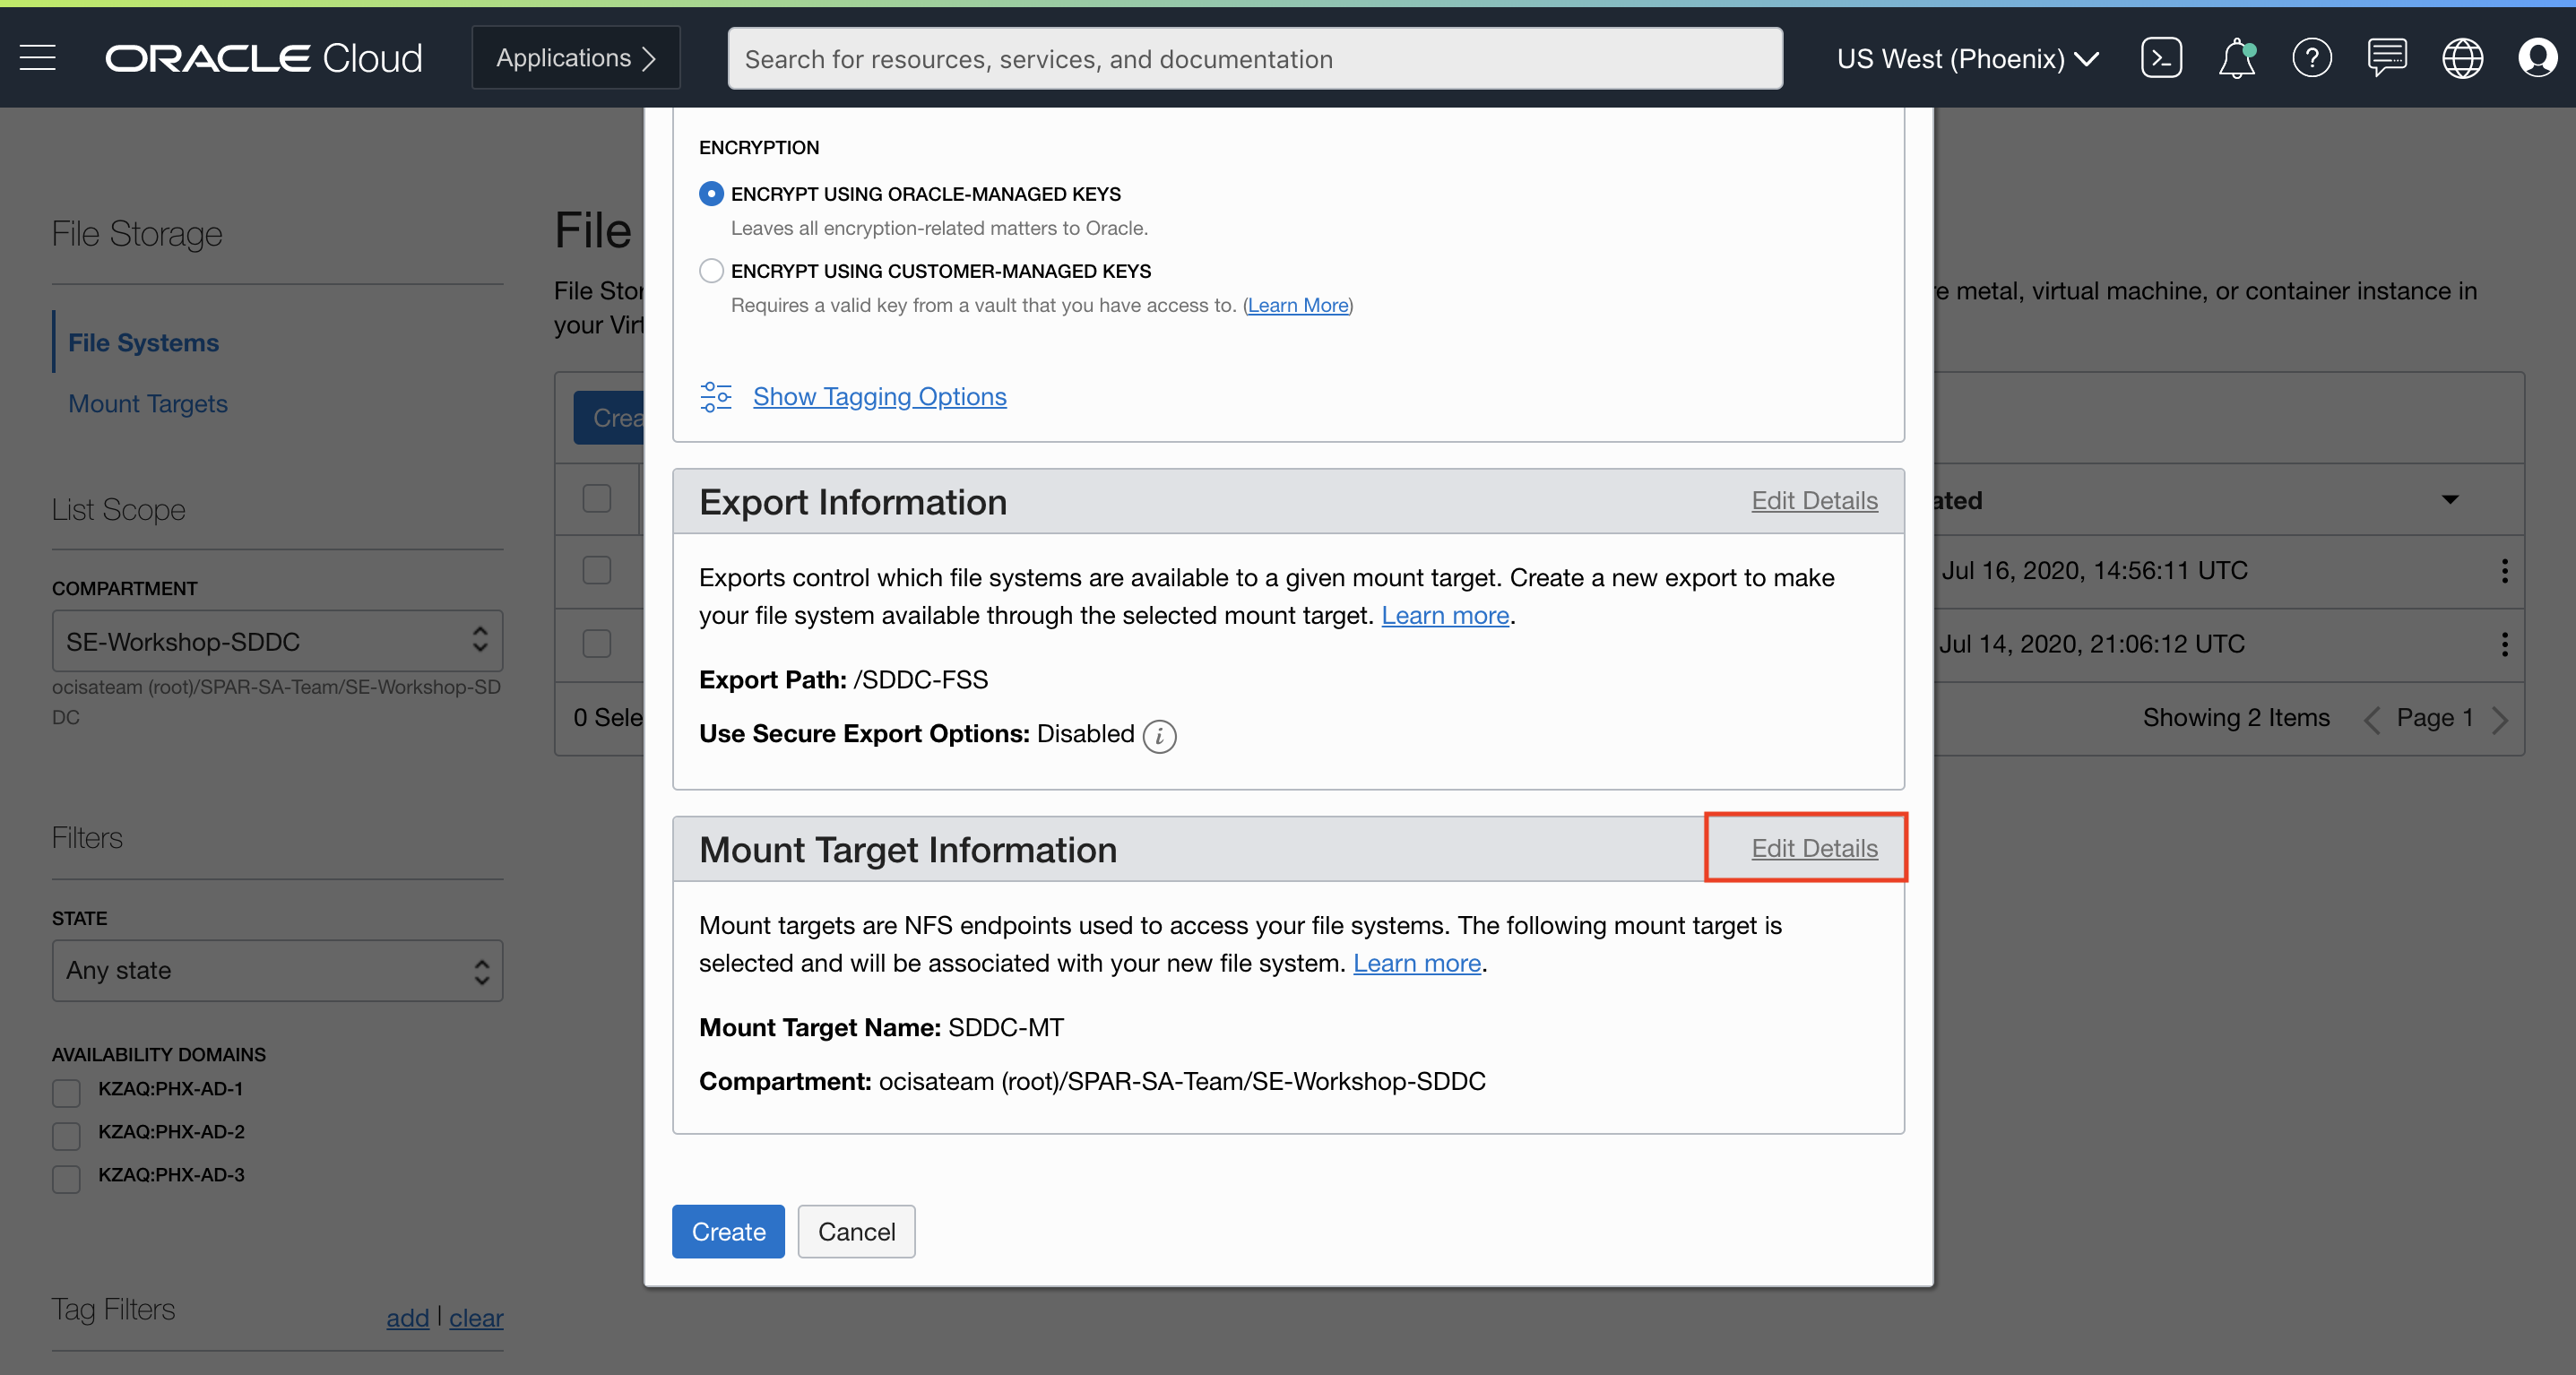 ORACLE Cloud
Applications
Search for resources, services, and documentation
US West (Phoenix)
File Storage
File Systems
Mount Targets
List Scope
COMPARTMENT
SE-Workshop-SDDC
ocisateam (root)/SPAR-SA-Team/SE-Workshop-SD
DC
Filters
STATE
Any state
AVAILABILITY DOMAINS
KZAQ:PHX-AD-1
KZAQ:PHX-AD-2
KZAQ:PHX-AD-3
Tag Filters
add | clear
File
File Stor
your Virt
Crea
0 Sele
ENCRYPTION
ENCRYPT USING ORACLE-MANAGED KEYS
Leaves all encryption-related matters to Oracle.
ENCRYPT USING CUSTOMER-MANAGED KEYS
Requires a valid key from a vault that you have access to. (Learn More)
Show Tagging Options
Export Information
Edit Details
Exports control which file systems are available to a given mount target. Create a new export to make
your file system available through the selected mount target. Learn more.
Export Path: /SDDC-FSS
Use Secure Export Options: Disabled
Mount Target Information
Edit Details
Mount targets are NFS endpoints used to access your file systems. The following mount target is
selected and will be associated with your new file system. Learn more.
Mount Target Name: SDDC-MT
Compartment: ocisateam (root)/SPAR-SA-Team/SE-Workshop-SDDC
Create
Cancel
re metal, virtual machine, or container instance in
ated
Jul 16, 2020, 14:56:11 UTC
Jul 14, 2020, 21:06:12 UTC
Showing 2 Items
Page 1